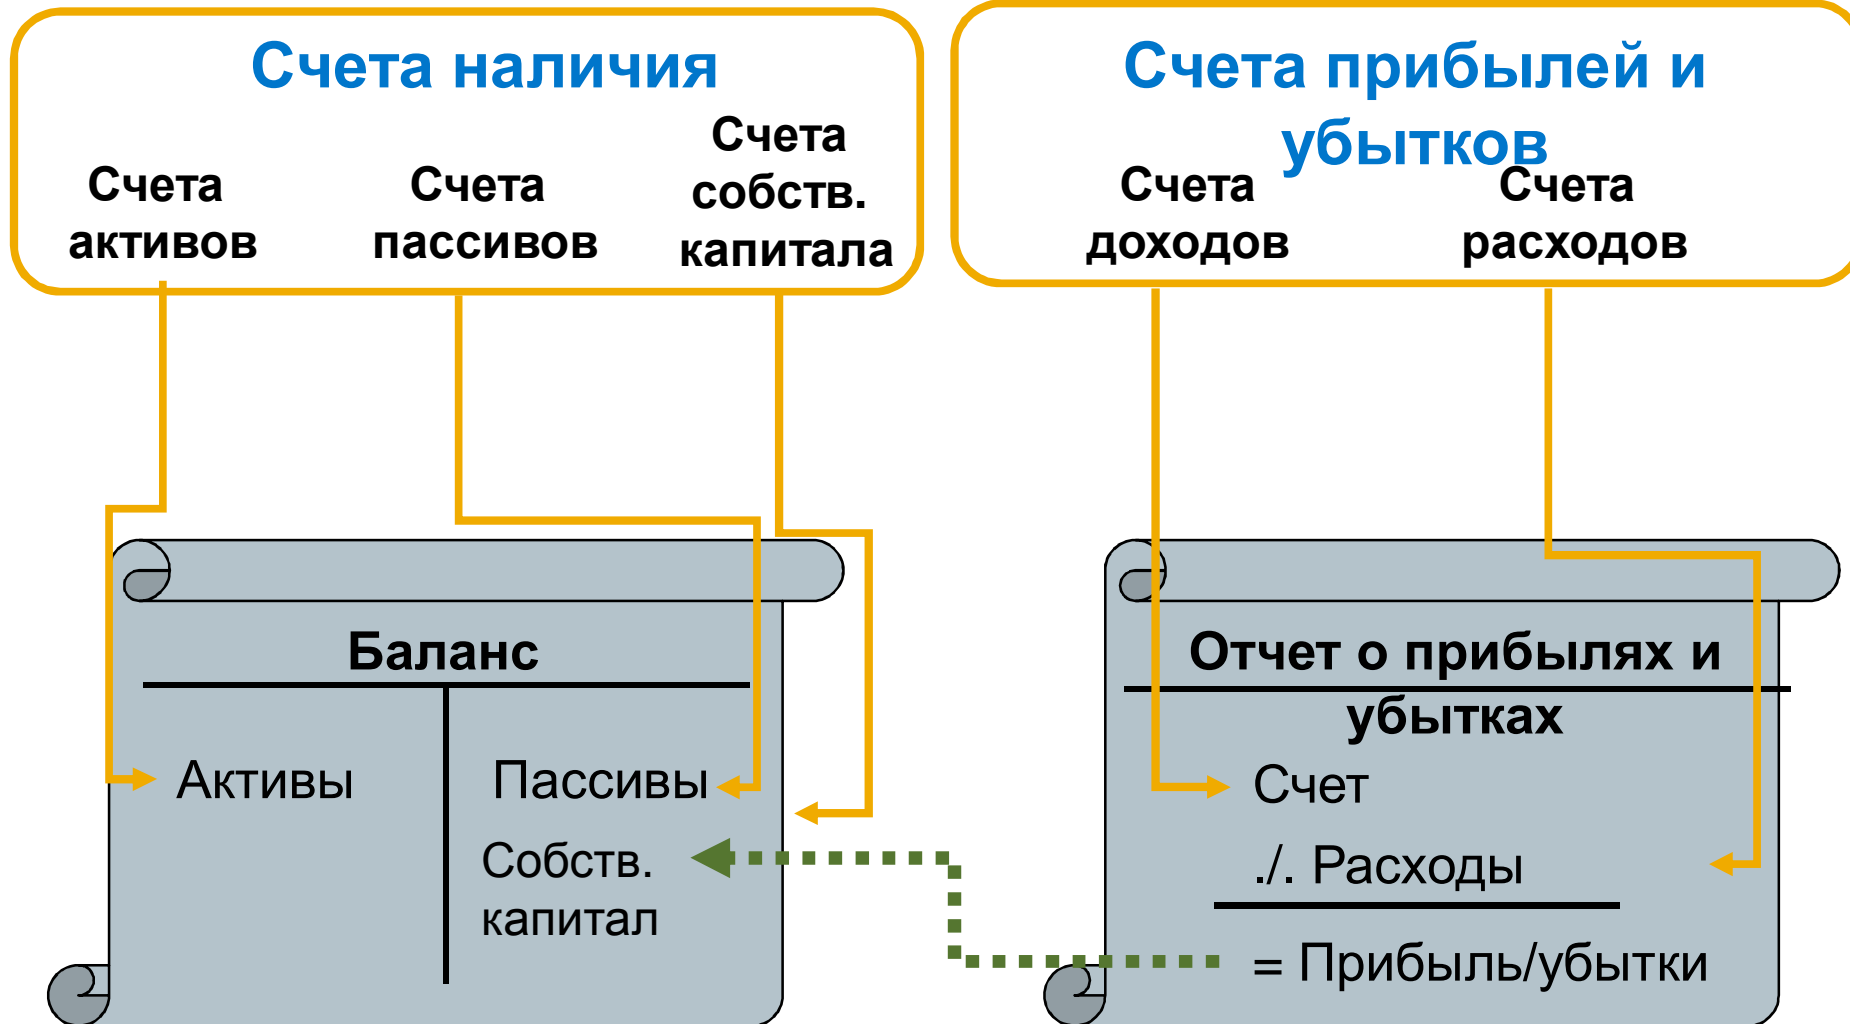 Счета наличия
Счета
активов
Счета
пассивов
Счета
собств.
капитала
Счета прибылей и
убытков
Счета
доходов
Счета
расходов
Баланс
Активы
Пассивы
Собств.
капитал
Отчет о прибылях и
убытках
Счет
./. Расходы
= Прибыль/убытки